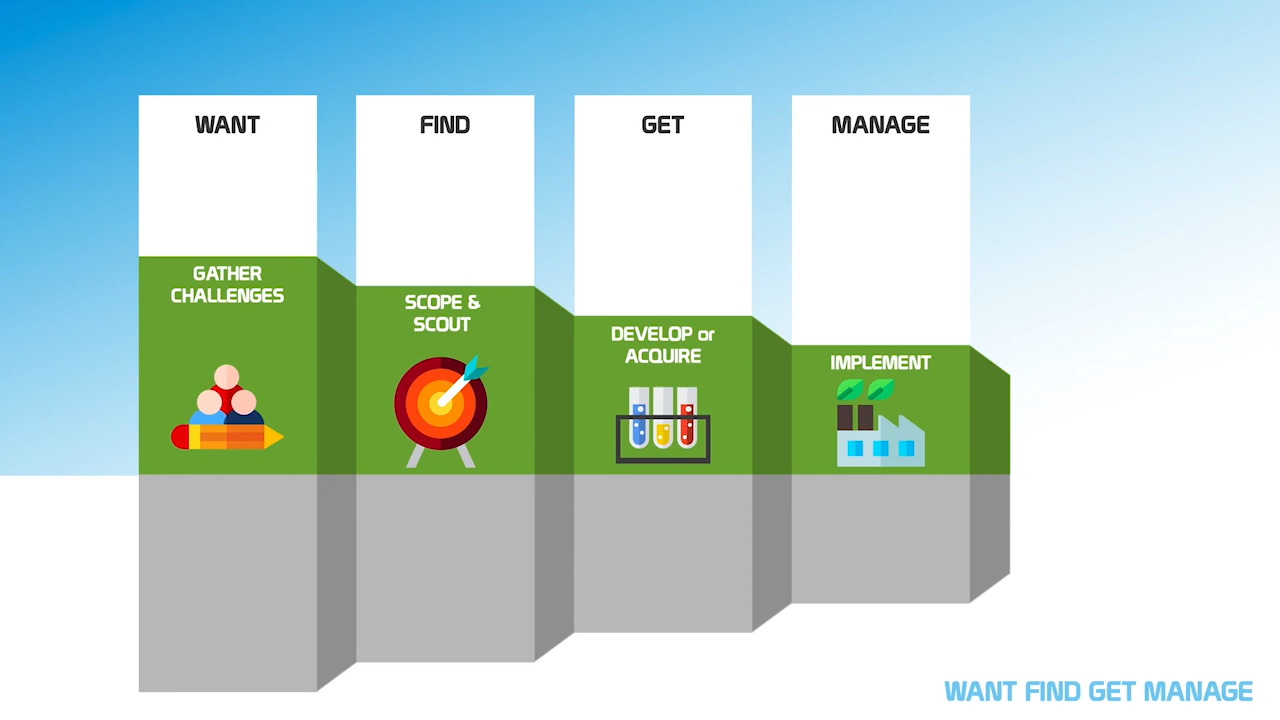 WANT
FIND
GET
MANAGE
GATHER
CHALLENGES
SCOPE &
SCOUT
DEVELOP or
ACQUIRE
IMPLEMENT
WANT FIND GET MANAGE